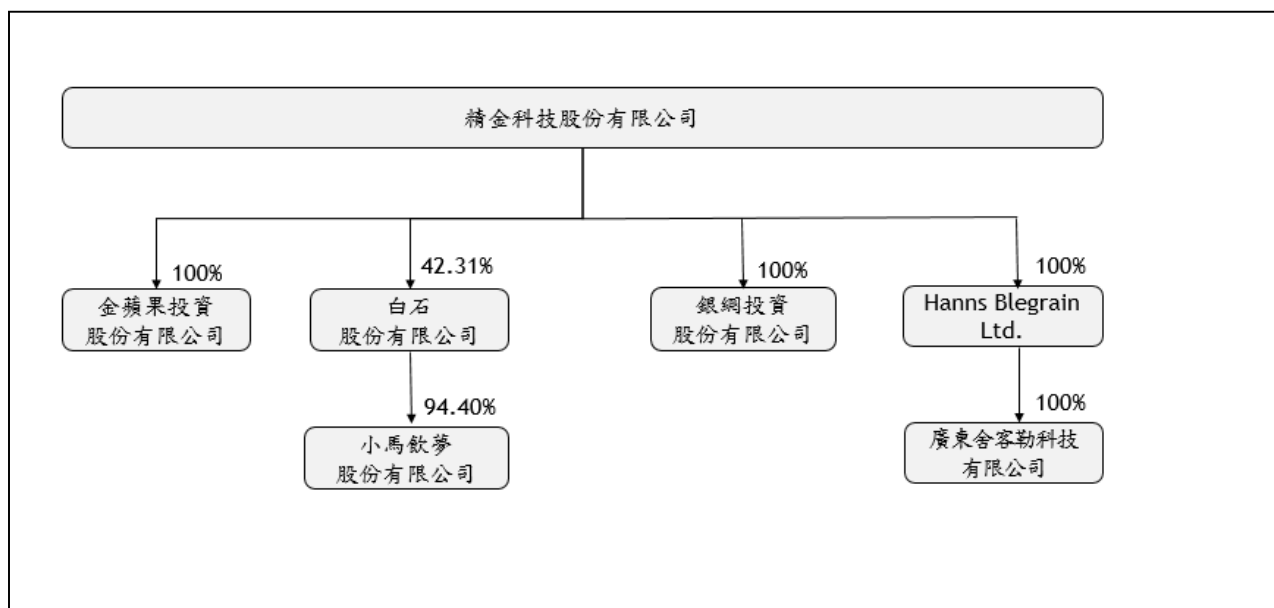 精金科技股份有限公司
100%
42.31%
100%
100%
金蘋果投資
股份有限公司
白石
股份有限公司
銀網投資
股份有限公司
Hanns Blegrain
Ltd.
94.40%
100%
小馬飲夢
股份有限公司
廣東舍客勒科技
有限公司